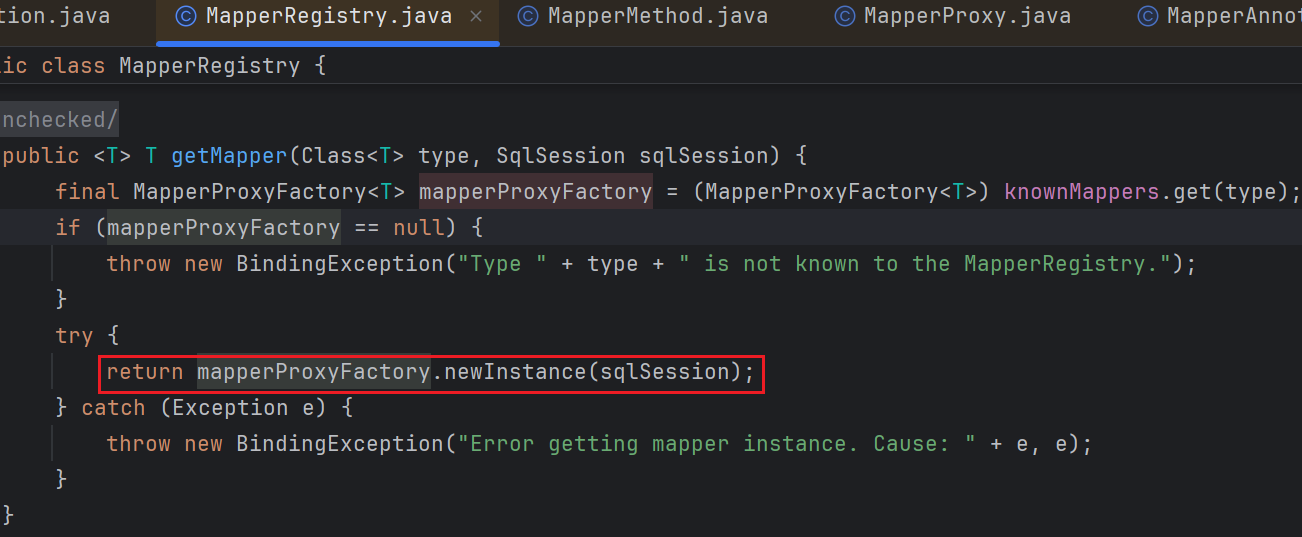 tion.java MapperRegistry.java × MapperMethod.java MapperProxy.java MapperAnnot
lic class MapperRegistry {
nchecked/
public <T> T getMapper(Class<T> type, SqlSession sqlSession) {
final MapperProxyFactory<T> mapperProxyFactory = (MapperProxyFactory<T>) knownMappers.get(type);
if (mapperProxyFactory == null) {
throw new BindingException("Type " + type + " is not known to the MapperRegistry.");
}
try {
return mapperProxyFactory.newInstance(sqlSession);
} catch (Exception e) {
throw new BindingException("Error getting mapper instance. Cause: " + e, e);
}
}